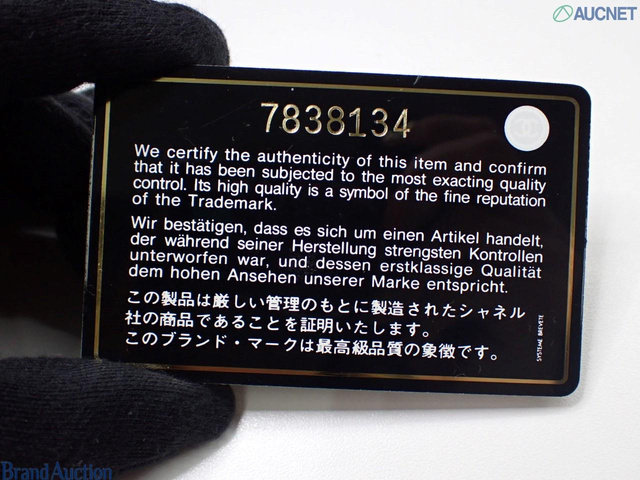 AUCNET
7838134
We certify the authenticity of this item and confirm
that it has been subjected to the most exacting quality
control. Its high quality is a symbol of the fine reputation
of the Trademark.
Wir bestätigen, dass es sich um einen Artikel handelt,
der während seiner Herstellung strengsten Kontrollen
unterworfen war, und dessen erstklassige Qualität
dem hohen Ansehen unserer Marke entspricht.
この製品は厳しい管理のもとに製造されたシャネル
社の商品であることを証明いたします。
このブランド・マークは最高級品質の象徴です。
Brand Auction